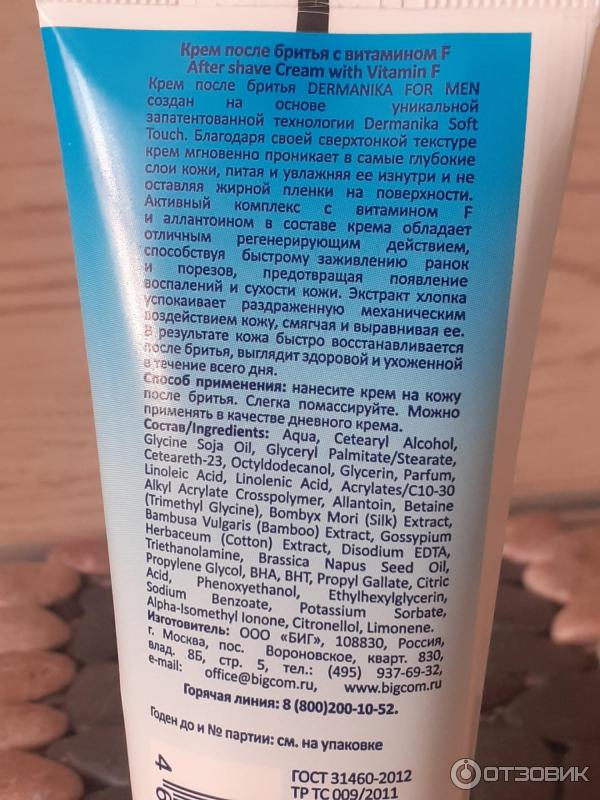 Крем после бритья с витамином F
After shave Cream with Vitamin F
Крем после бритья DERMANIKA FOR MEN
создан на основе уникальной
запатентованной технологии Dermanika Soft
Touch. Благодаря своей сверхтонкой текстуре
крем мгновенно проникает в самые глубокие
слои кожи, питая и увлажняя ее изнутри и не
оставляя жирной пленки на поверхности.
Активный комплекс с витамином F
и аллантоином в составе крема обладает
отличным регенерирующим действием,
способствуя быстрому заживлению ранок
и порезов, предотвращая появление
воспалений и сухости кожи. Экстракт хлопка
успокаивает раздраженную механическим
воздействием кожу, смягчая и выравнивая ее.
В результате кожа быстро восстанавливается
после бритья, выглядит здоровой и ухоженной
в течение всего дня.
Способ применения: нанесите крем на кожу
после бритья. Слегка помассируйте. Можно
применять в качестве дневного крема.
Состав/Ingredients: Aqua, Cetearyl Alcohol,
Glycine Soja Oil, Glyceryl Palmitate/Stearate,
Ceteareth-23, Octyldodecanol, Glycerin, Parfum,
Linoleic Acid, Linolenic Acid, Acrylates/C10-30
Alkyl Acrylate Crosspolymer, Allantoin, Betaine
(Trimethyl Glycine), Bombyx Mori (Silk) Extract,
Bambusa Vulgaris (Bamboo) Extract, Gossypium
Herbaceum (Cotton) Extract, Disodium EDTA,
Triethanolamine, Brassica Napus Seed Oil,
Propylene Glycol, BHA, BHT, Propyl Gallate, Citric
Acid, Phenoxyethanol, Ethylhexylglycerin,
Sodium Benzoate, Potassium Sorbate,
Alpha-Isomethyl Ionone, Citronellol, Limonene.
Изготовитель: ООО «БИГ», 108830, Россия,
г. Москва, пос. Вороновское, кварт. 830,
влад. 8Б, стр. 5, тел.: (495) 937-69-32,
e-mail: office@bigcom.ru, www.bigcom.ru
Горячая линия: 8 (800)200-10-52.
Годен до и № партии: см. на упаковке
ГОСТ 31460-2012
ТР ТС 009/2011
4 6
ОТЗОВИК